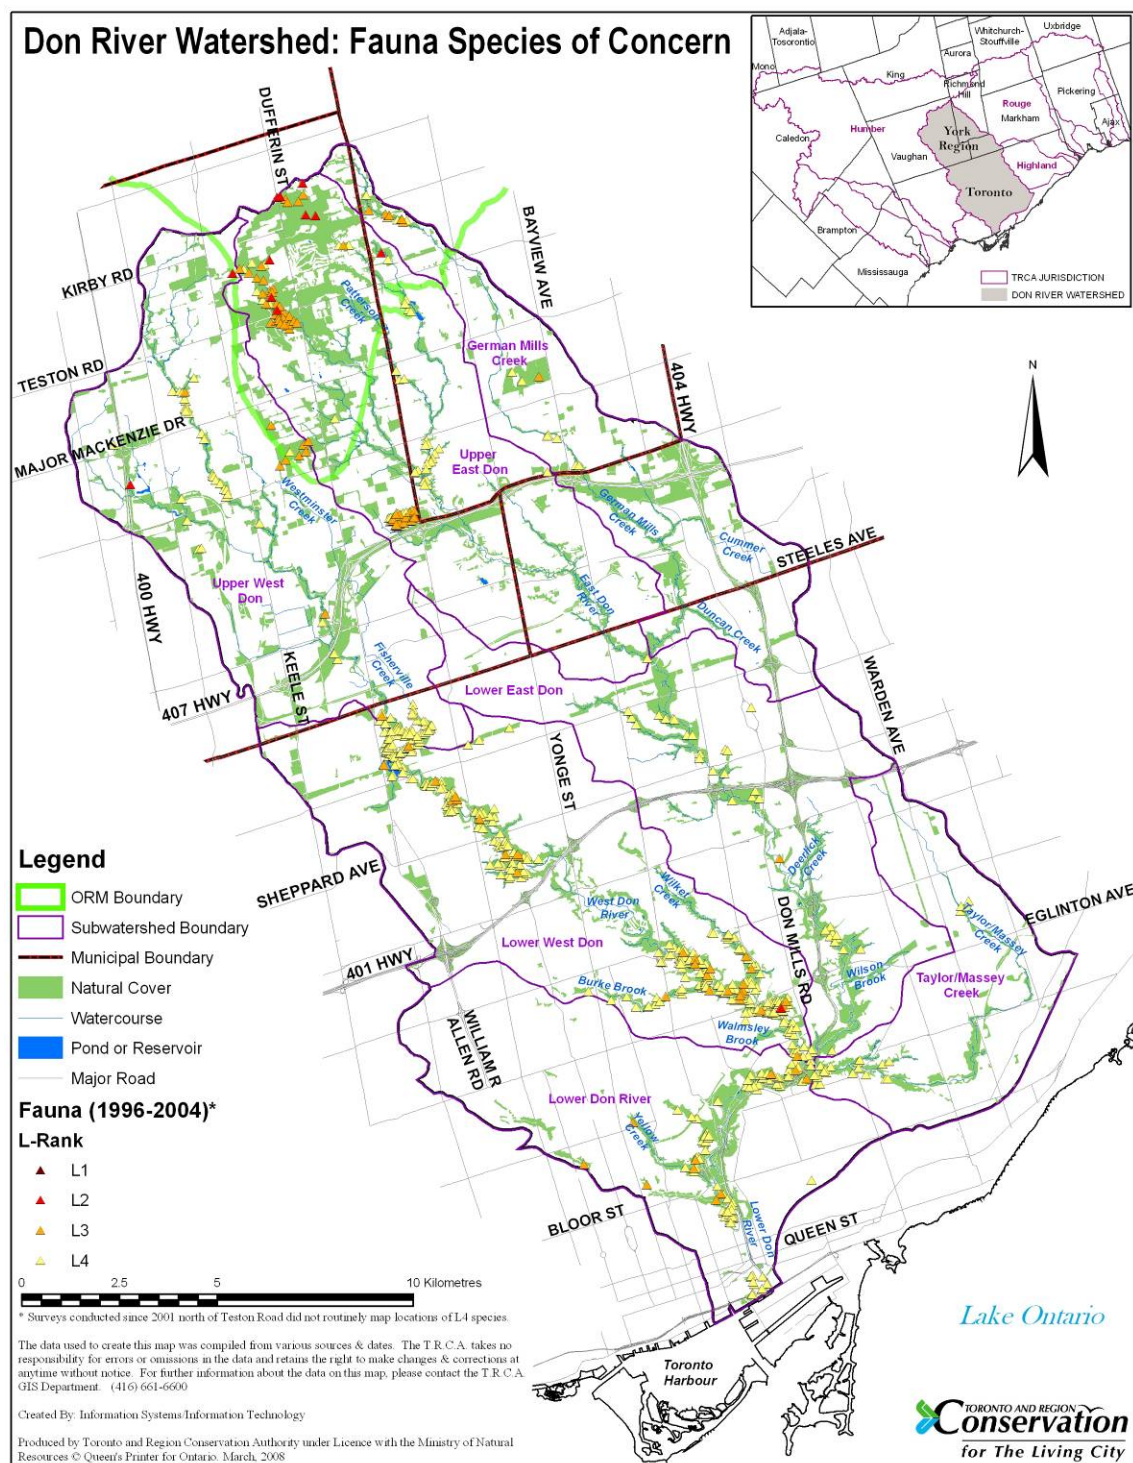 Don River Watershed: Fauna Species of Concern
Adjala-
Tosorontio
Whitchurch-
Stouffville
Uxbridge
Aurora
Mono
King
Richmond
Hill
Pickering
Rouge
Markham
Ajax
Humber
York
Region
Caledon
Vaughan
Highland
Toronto
Brampton
Mississauga
TRCA JURISDICTION
DON RIVER WATERSHED
DUFFERIN ST
BAYVIEW AVE
KIRBY RD
Patterson
Creek
German Mills
Creek
N
404 HWY
TESTON RD
MAJOR MACKENZIE DR
Upper
East Don
Westminster
Creek
German Mills
Creek
Cummer
Creek
STEELES AVE
400 HWY
Upper West
Don
East Don
River
Duncan Creek
KEELE ST
Fisherville
Creek
407 HWY
Lower East Don
WARDEN AVE
YONGE ST
Legend
ORM Boundary
Subwatershed Boundary
Municipal Boundary
Natural Cover
Watercourse
Pond or Reservoir
Major Road
SHEPPARD AVE
Deerlick
Creek
Wilket
Creek
West Don
River
DON MILLS RD
EGLINTON AVE
Taylor/Massey
Creek
401 HWY
Lower West Don
Wilson
Brook
Taylor/Massey
Creek
Burke Brook
Walmsley
Brook
WILLIAM R
ALLEN RD
Lower Don River
Yellow
Creek
Fauna (1996-2004)*
L-Rank
L1
L2
L3
L4
BLOOR ST
Lower Don
River
QUEEN ST
0 2.5 5 10 Kilometres
* Surveys conducted since 2001 north of Teston Road did not routinely map locations of L4 species.
The data used to create this map was compiled from various sources & dates. The T.R.C.A. takes no
responsibility for errors or omissions in the data and retains the right to make changes & corrections at
anytime without notice. For further information about the data on this map, please contact the T.R.C.A.
GIS Department. (416) 661-6600
Created By: Information Systems/Information Technology
Produced by Toronto and Region Conservation Authority under Licence with the Ministry of Natural
Resources © Queen's Printer for Ontario. March, 2008
Lake Ontario
Toronto
Harbour
TORONTO AND REGION
Conservation
for The Living City